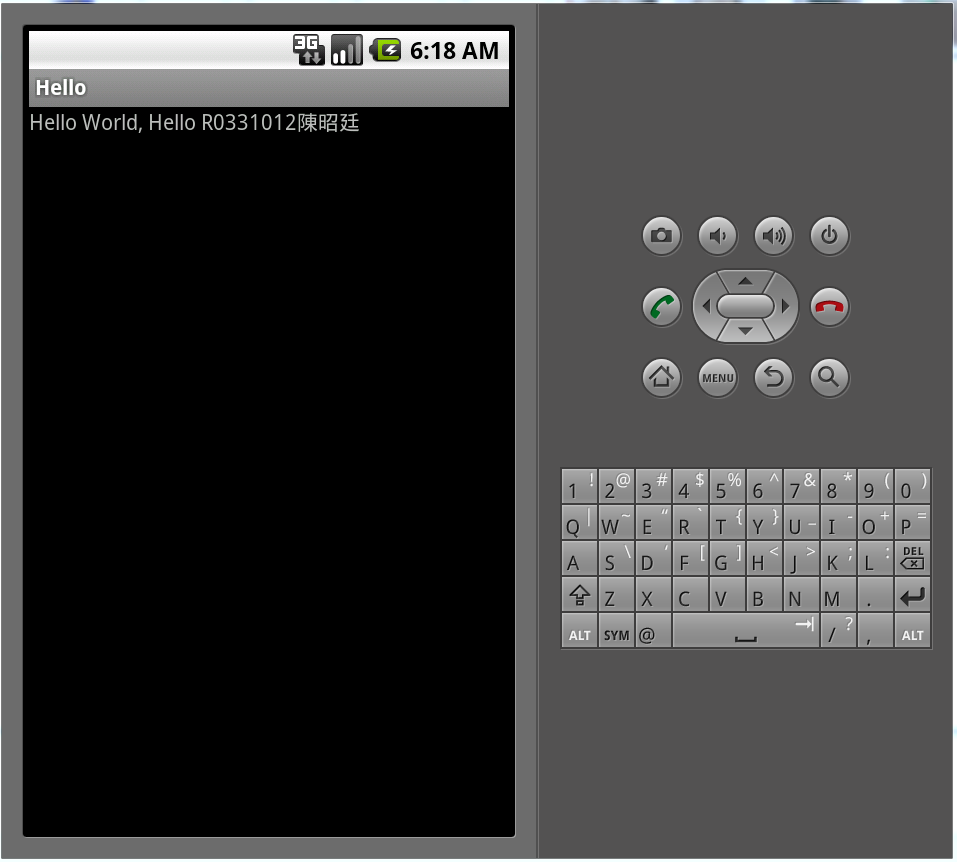 3G 6:18 AM
Hello
Hello World, Hello R0331012陳昭廷
MENU
1 ! 2 @ 3 # 4 $ 5 % 6 ^ 7 & 8 * 9 ( 0 )
Q | W ~ E “ R ` T { Y } U _ I - O + P =
A S \ D ‘ F [ G ] H < J > K ; L : DEL
Z X C V B N M .
ALT SYM @ / ? , ALT